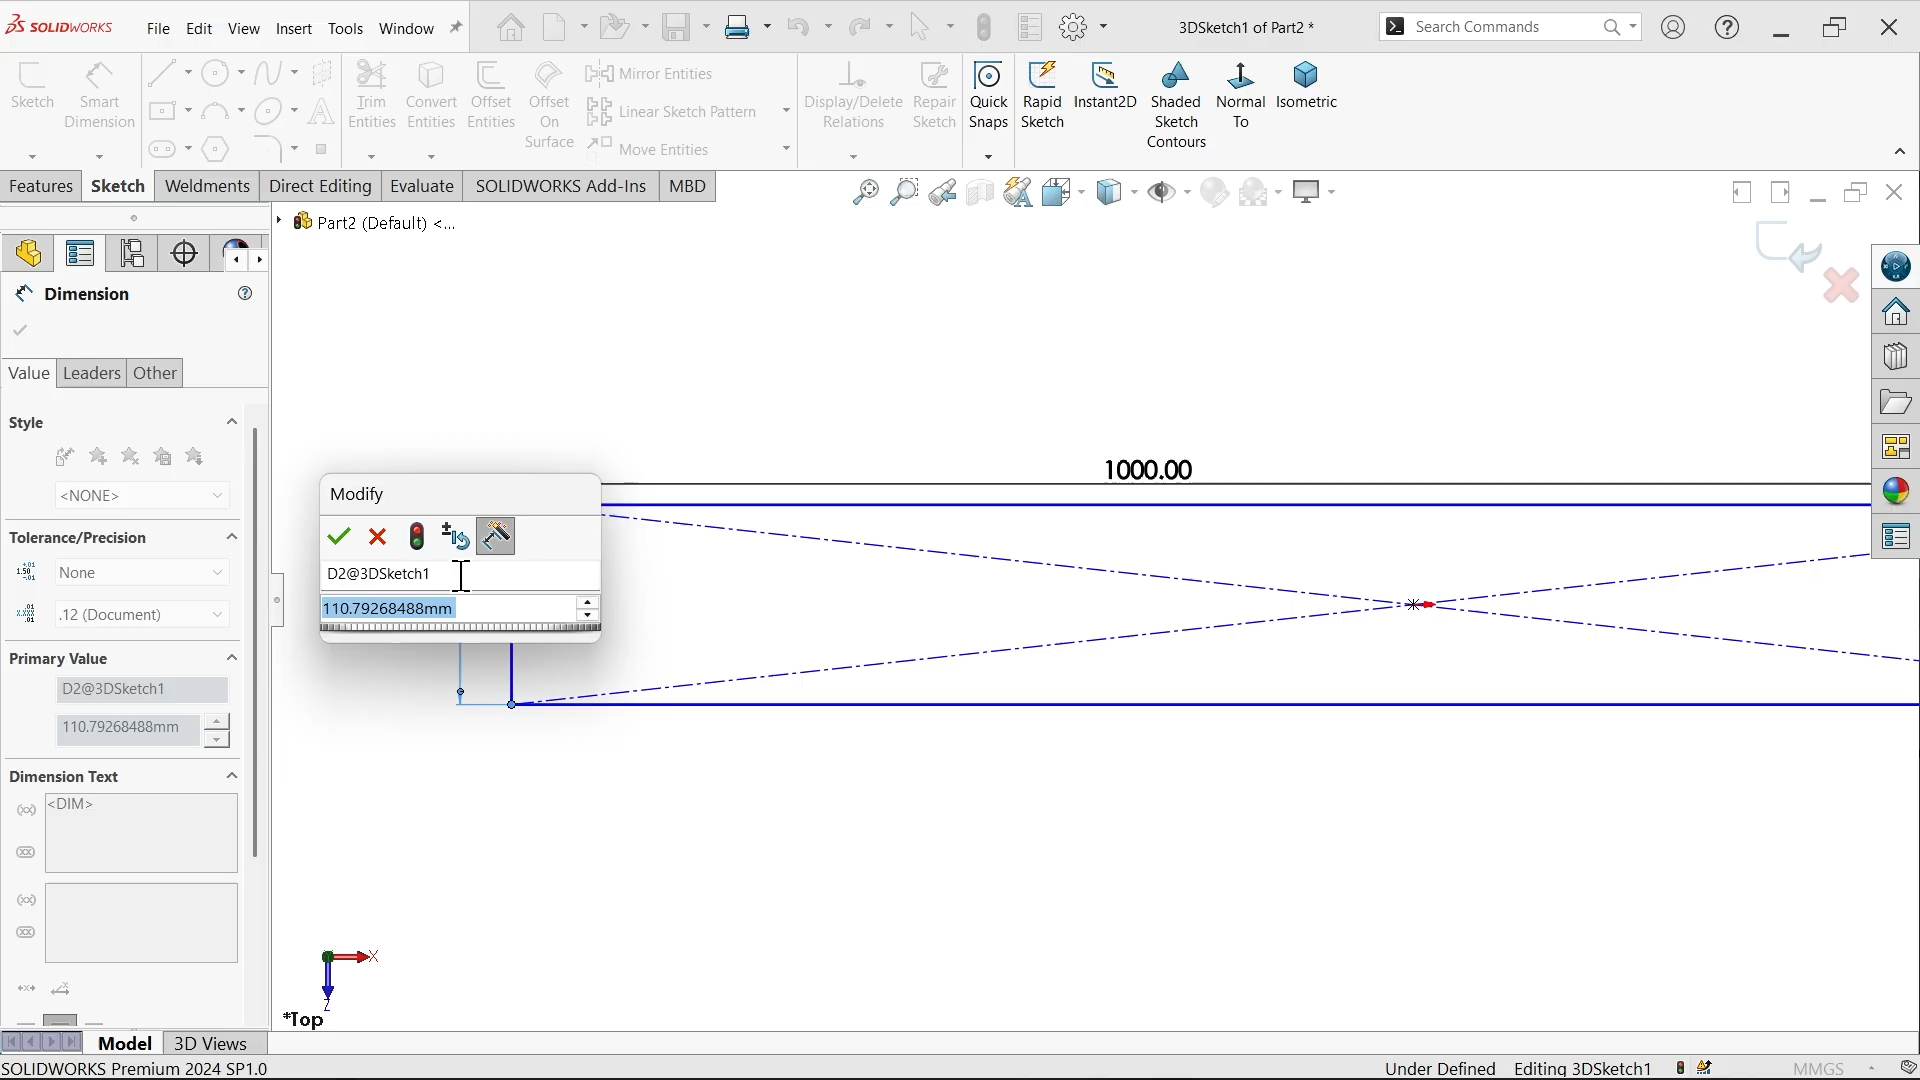 SOLIDWORKS
File Edit View Insert Tools Window
3DSketch1 of Part2 *
Search Commands
Sketch
Smart Dimension
Trim Entities
Convert Entities
Offset Entities
Offset On Surface
Mirror Entities
Linear Sketch Pattern
Move Entities
Display/Delete Relations
Repair Sketch
Quick Snaps
Rapid Sketch
Instant2D
Shaded Sketch Contours
Normal To
Isometric
Features Sketch Weldments Direct Editing Evaluate SOLIDWORKS Add-Ins MBD
Part2 (Default) <...
Dimension
Value Leaders Other
Style
<NONE>
Tolerance/Precision
None
.12 (Document)
Primary Value
D2@3DSketch1
110.79268488mm
Dimension Text
<DIM>
Modify
D2@3DSketch1
110.79268488mm
1000.00
X
Z
*Top
Model 3D Views
SOLIDWORKS Premium 2024 SP1.0
Under Defined Editing 3DSketch1 MMGS